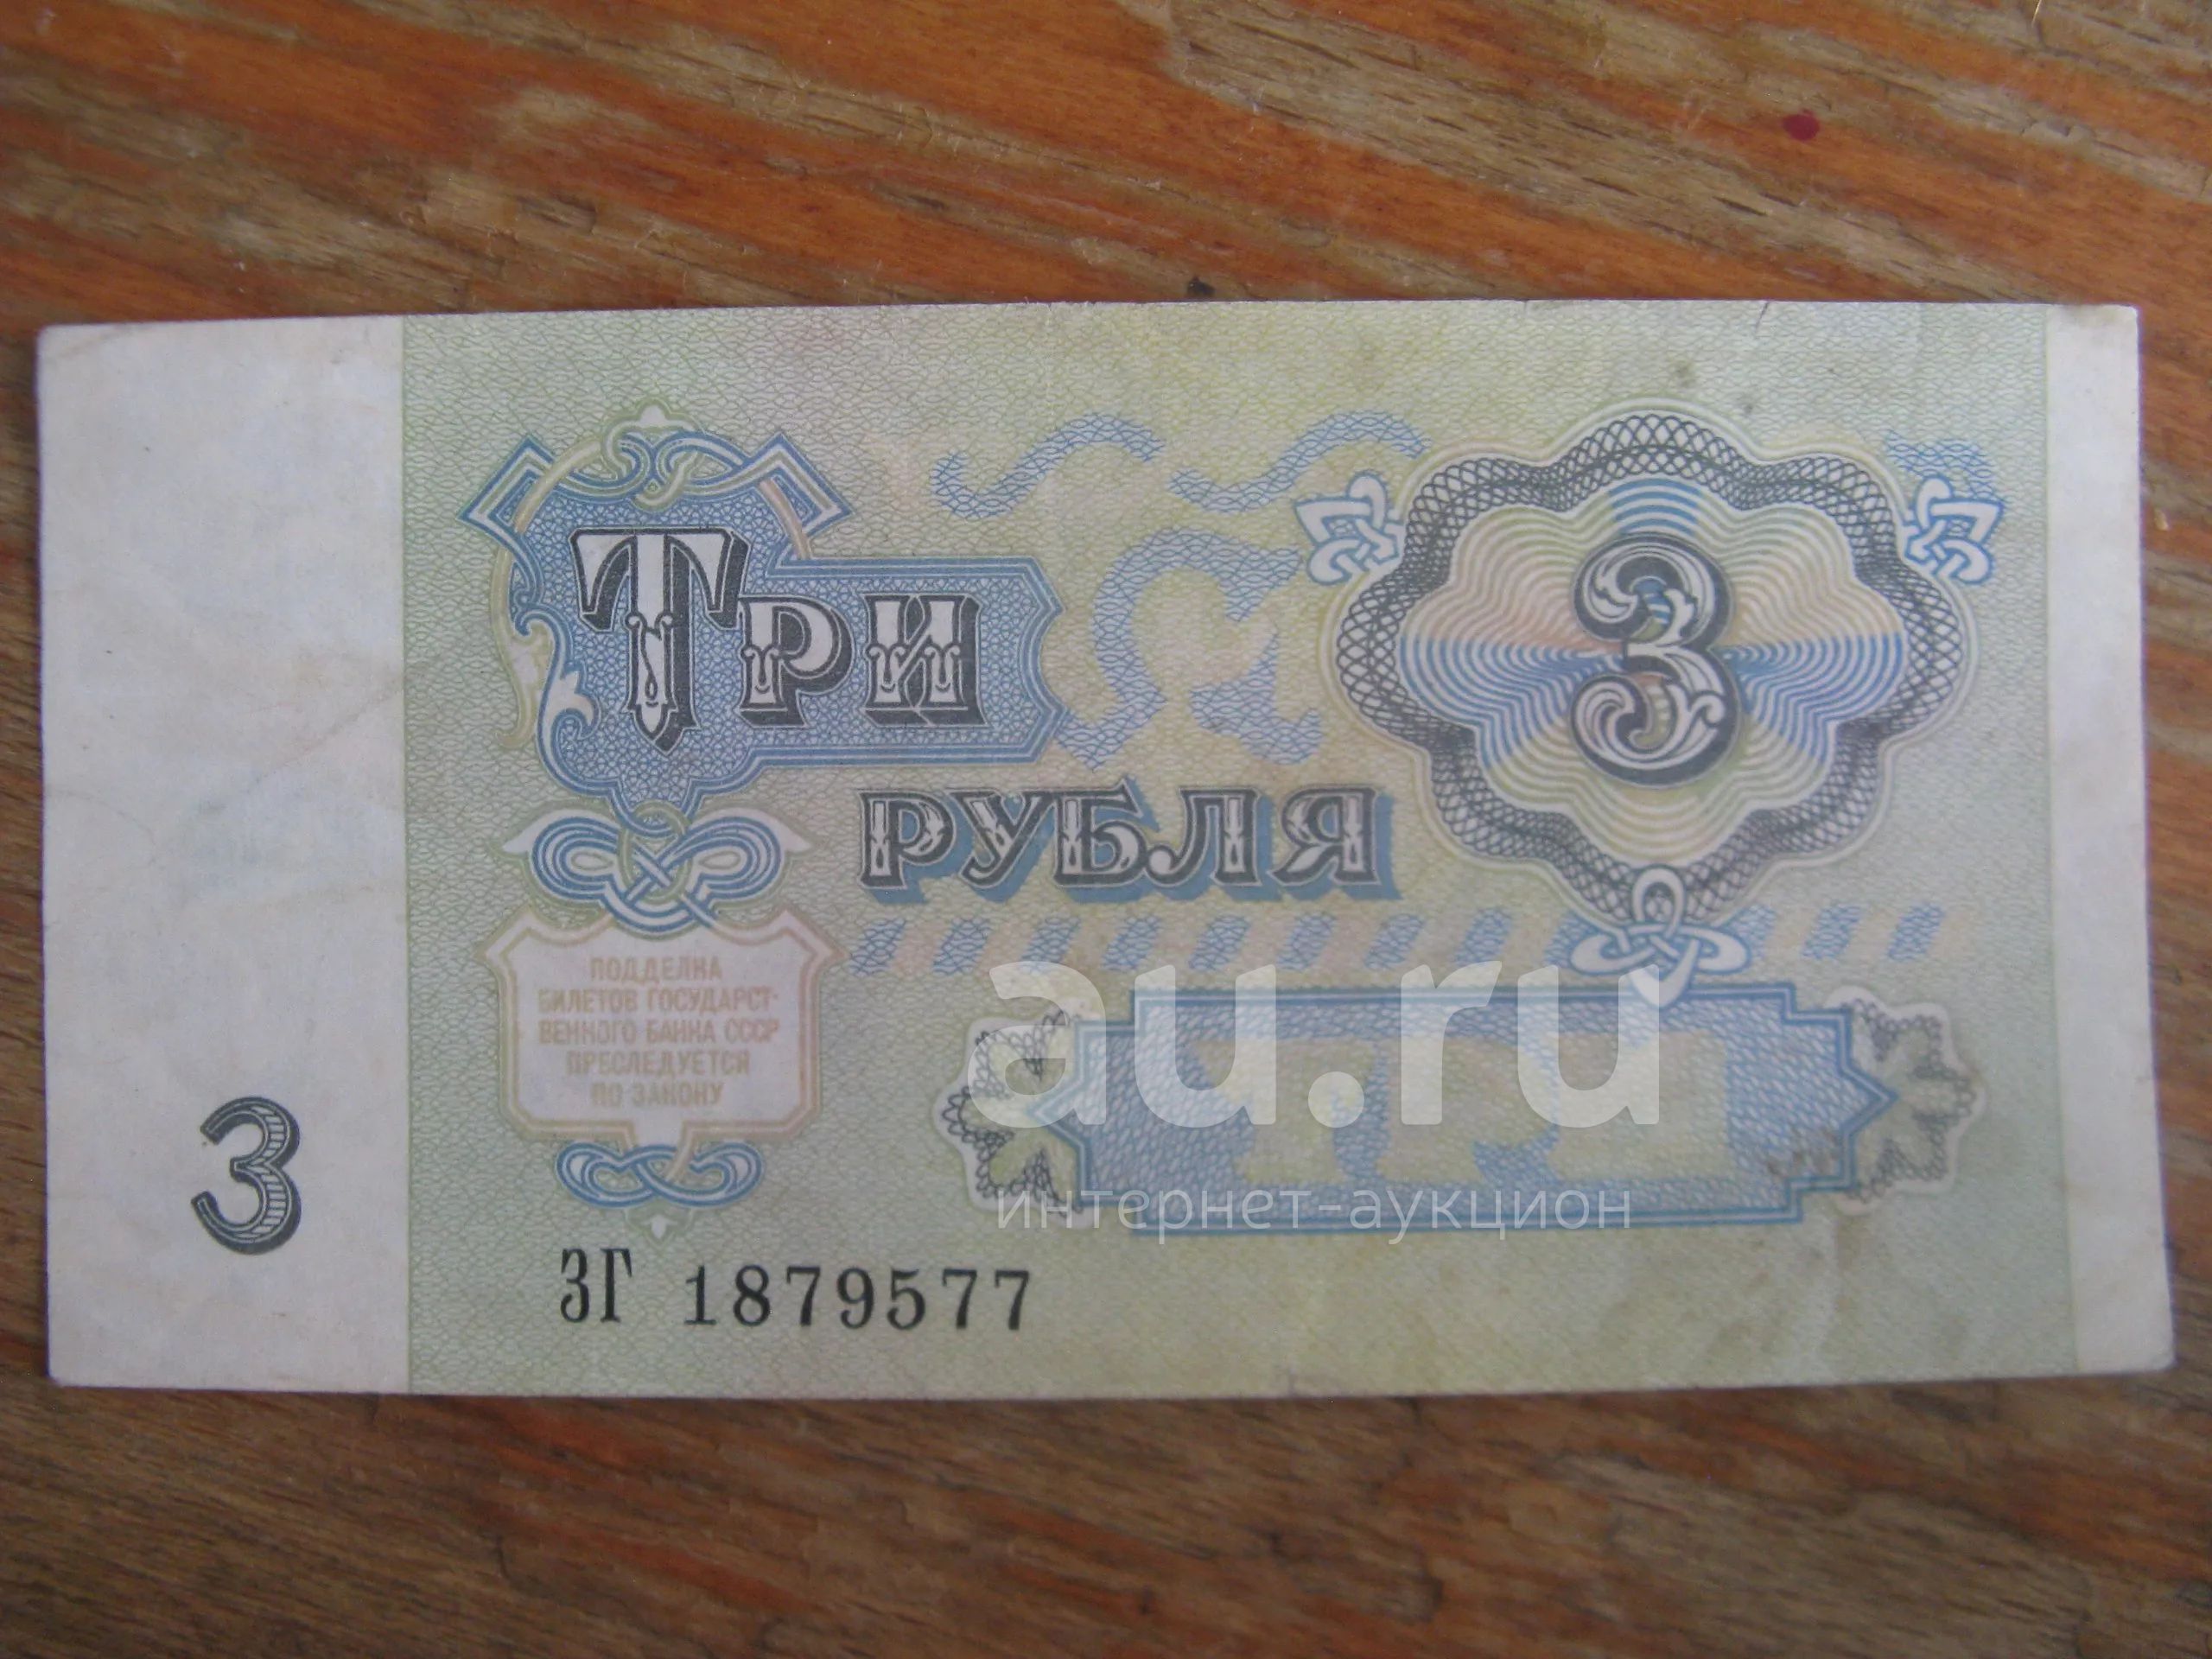 Три
3
рубля
ПОДДЕЛКА
БИЛЕТОВ ГОСУДАРСТ-
ВЕННОГО БАНКА СССР
ПРЕСЛЕДУЕТСЯ
ПО ЗАКОНУ
au.ru
ТРИ
интернет-аукцион
3
ЗГ 1879577